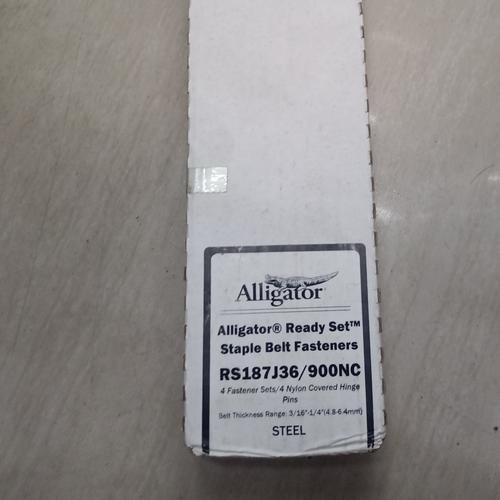 Alligator
Alligator® Ready Set™
Staple Belt Fasteners
RS187J36/900NC
4 Fastener Sets/4 Nylon Covered Hinge
Pins
Belt Thickness Range: 3/16"-1/4"(4.8-6.4mm)
STEEL